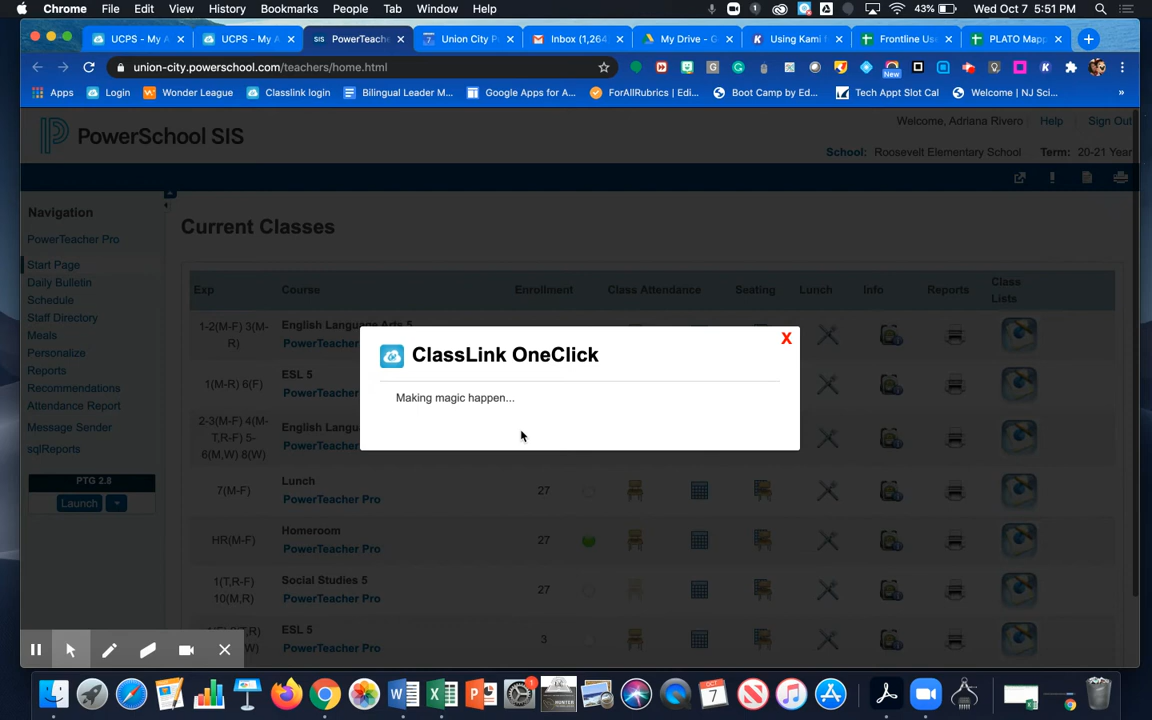 Chrome File Edit View History Bookmarks People Tab Window Help 43% Wed Oct 7 5:51 PM
UCPS - My A UCPS - My A SIS PowerTeache Union City P Inbox (1,264 My Drive - G Using Kami f Frontline Use PLATO Mapp
union-city.powerschool.com/teachers/home.html New
Apps Login Wonder League Classlink login Bilingual Leader M... Google Apps for A... ForAllRubrics | Edi... Boot Camp by Ed... Tech Appt Slot Cal Welcome | NJ Sci... »
PowerSchool SIS
Welcome, Adriana Rivero Help Sign Out
School: Roosevelt Elementary School Term: 20-21 Year
Navigation
PowerTeacher Pro
Start Page
Daily Bulletin
Schedule
Staff Directory
Meals
Personalize
Reports
Recommendations
Attendance Report
Message Sender
sqlReports
PTG 2.8
Launch
Current Classes
Exp Course Enrollment Class Attendance Seating Lunch Info Reports Class Lists
1-2(M-F) 3(M-R) English Language Arts 5
PowerTeacher
1(M-R) 6(F) ESL 5
PowerTeacher
2-3(M-F) 4(M-T,R-F) 5-6(M,W) 8(W) English Langu
PowerTeacher
ClassLink OneClick X
Making magic happen...
7(M-F) Lunch 27
PowerTeacher Pro
HR(M-F) Homeroom 27
PowerTeacher Pro
1(T,R-F) 10(M,R) Social Studies 5 27
PowerTeacher Pro
ESL 5 3
PowerTeacher Pro